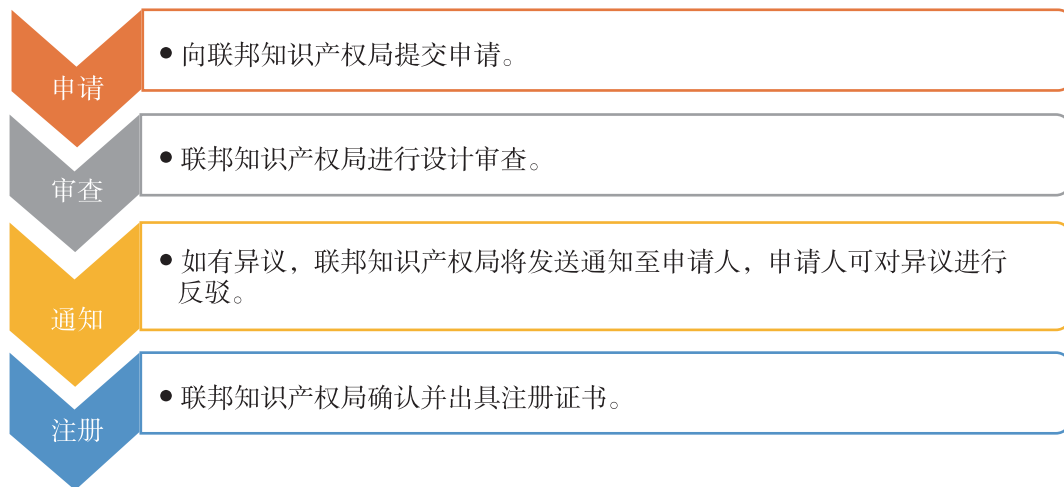 申请
• 向联邦知识产权局提交申请。
审查
• 联邦知识产权局进行设计审查。
通知
• 如有异议，联邦知识产权局将发送通知至申请人，申请人可对异议进行
反驳。
注册
• 联邦知识产权局确认并出具注册证书。